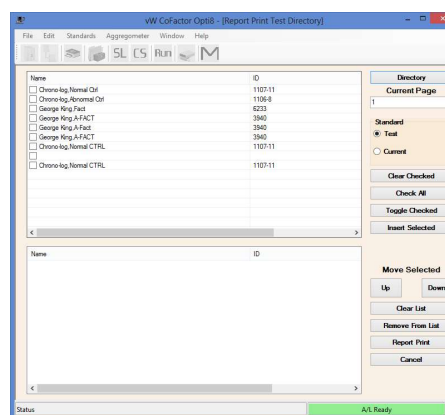 vW CoFactor Opti8 - [Report Print Test Directory]
File Edit Standards Aggregometer Window Help
SL CS Run M
Name ID
Chrono-log,Normal Ctrl 1107-11
Chrono-log,Abnormal Ctrl 1106-8
George King,Fact 6233
George King,A-FACT 3940
George King,A-Fact 3940
George King,A-FACT 3940
Chrono-log,Normal CTRL 1107-11
Chrono-log,Normal CTRL 1107-11
Directory
Current Page
1
Standard
Test
Current
Clear Checked
Check All
Toggle Checked
Insert Selected
Name ID
Move Selected
Up Down
Clear List
Remove From List
Report Print
Cancel
Status A/L Ready